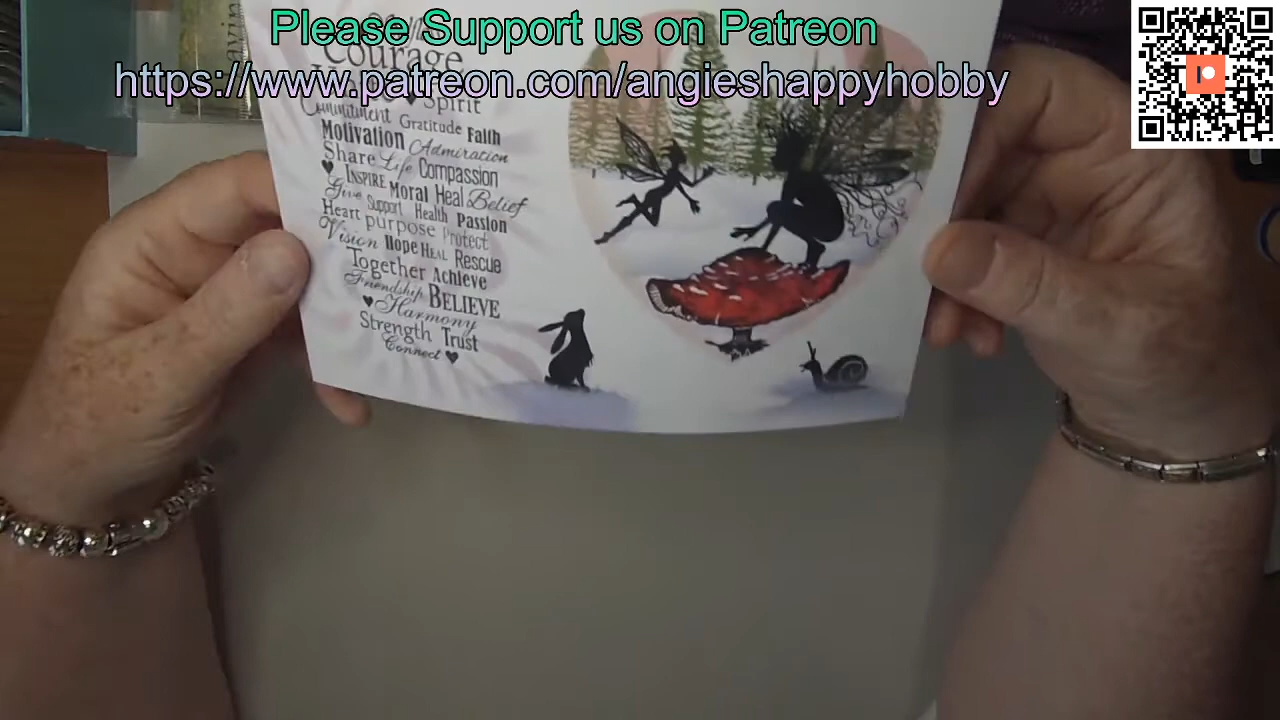 Please Support us on Patreon
https://www.patreon.com/angieshappyhobby
Courage
Spirit
Commitment Gratitude Faith
Motivation Admiration
Share Life Compassion
Inspire Moral Heal Belief
Give Support Health Passion
Heart purpose Protect
Vision Hope Heal Rescue
Together Achieve
Friendship BELIEVE
Harmony
Strength Trust
Connect